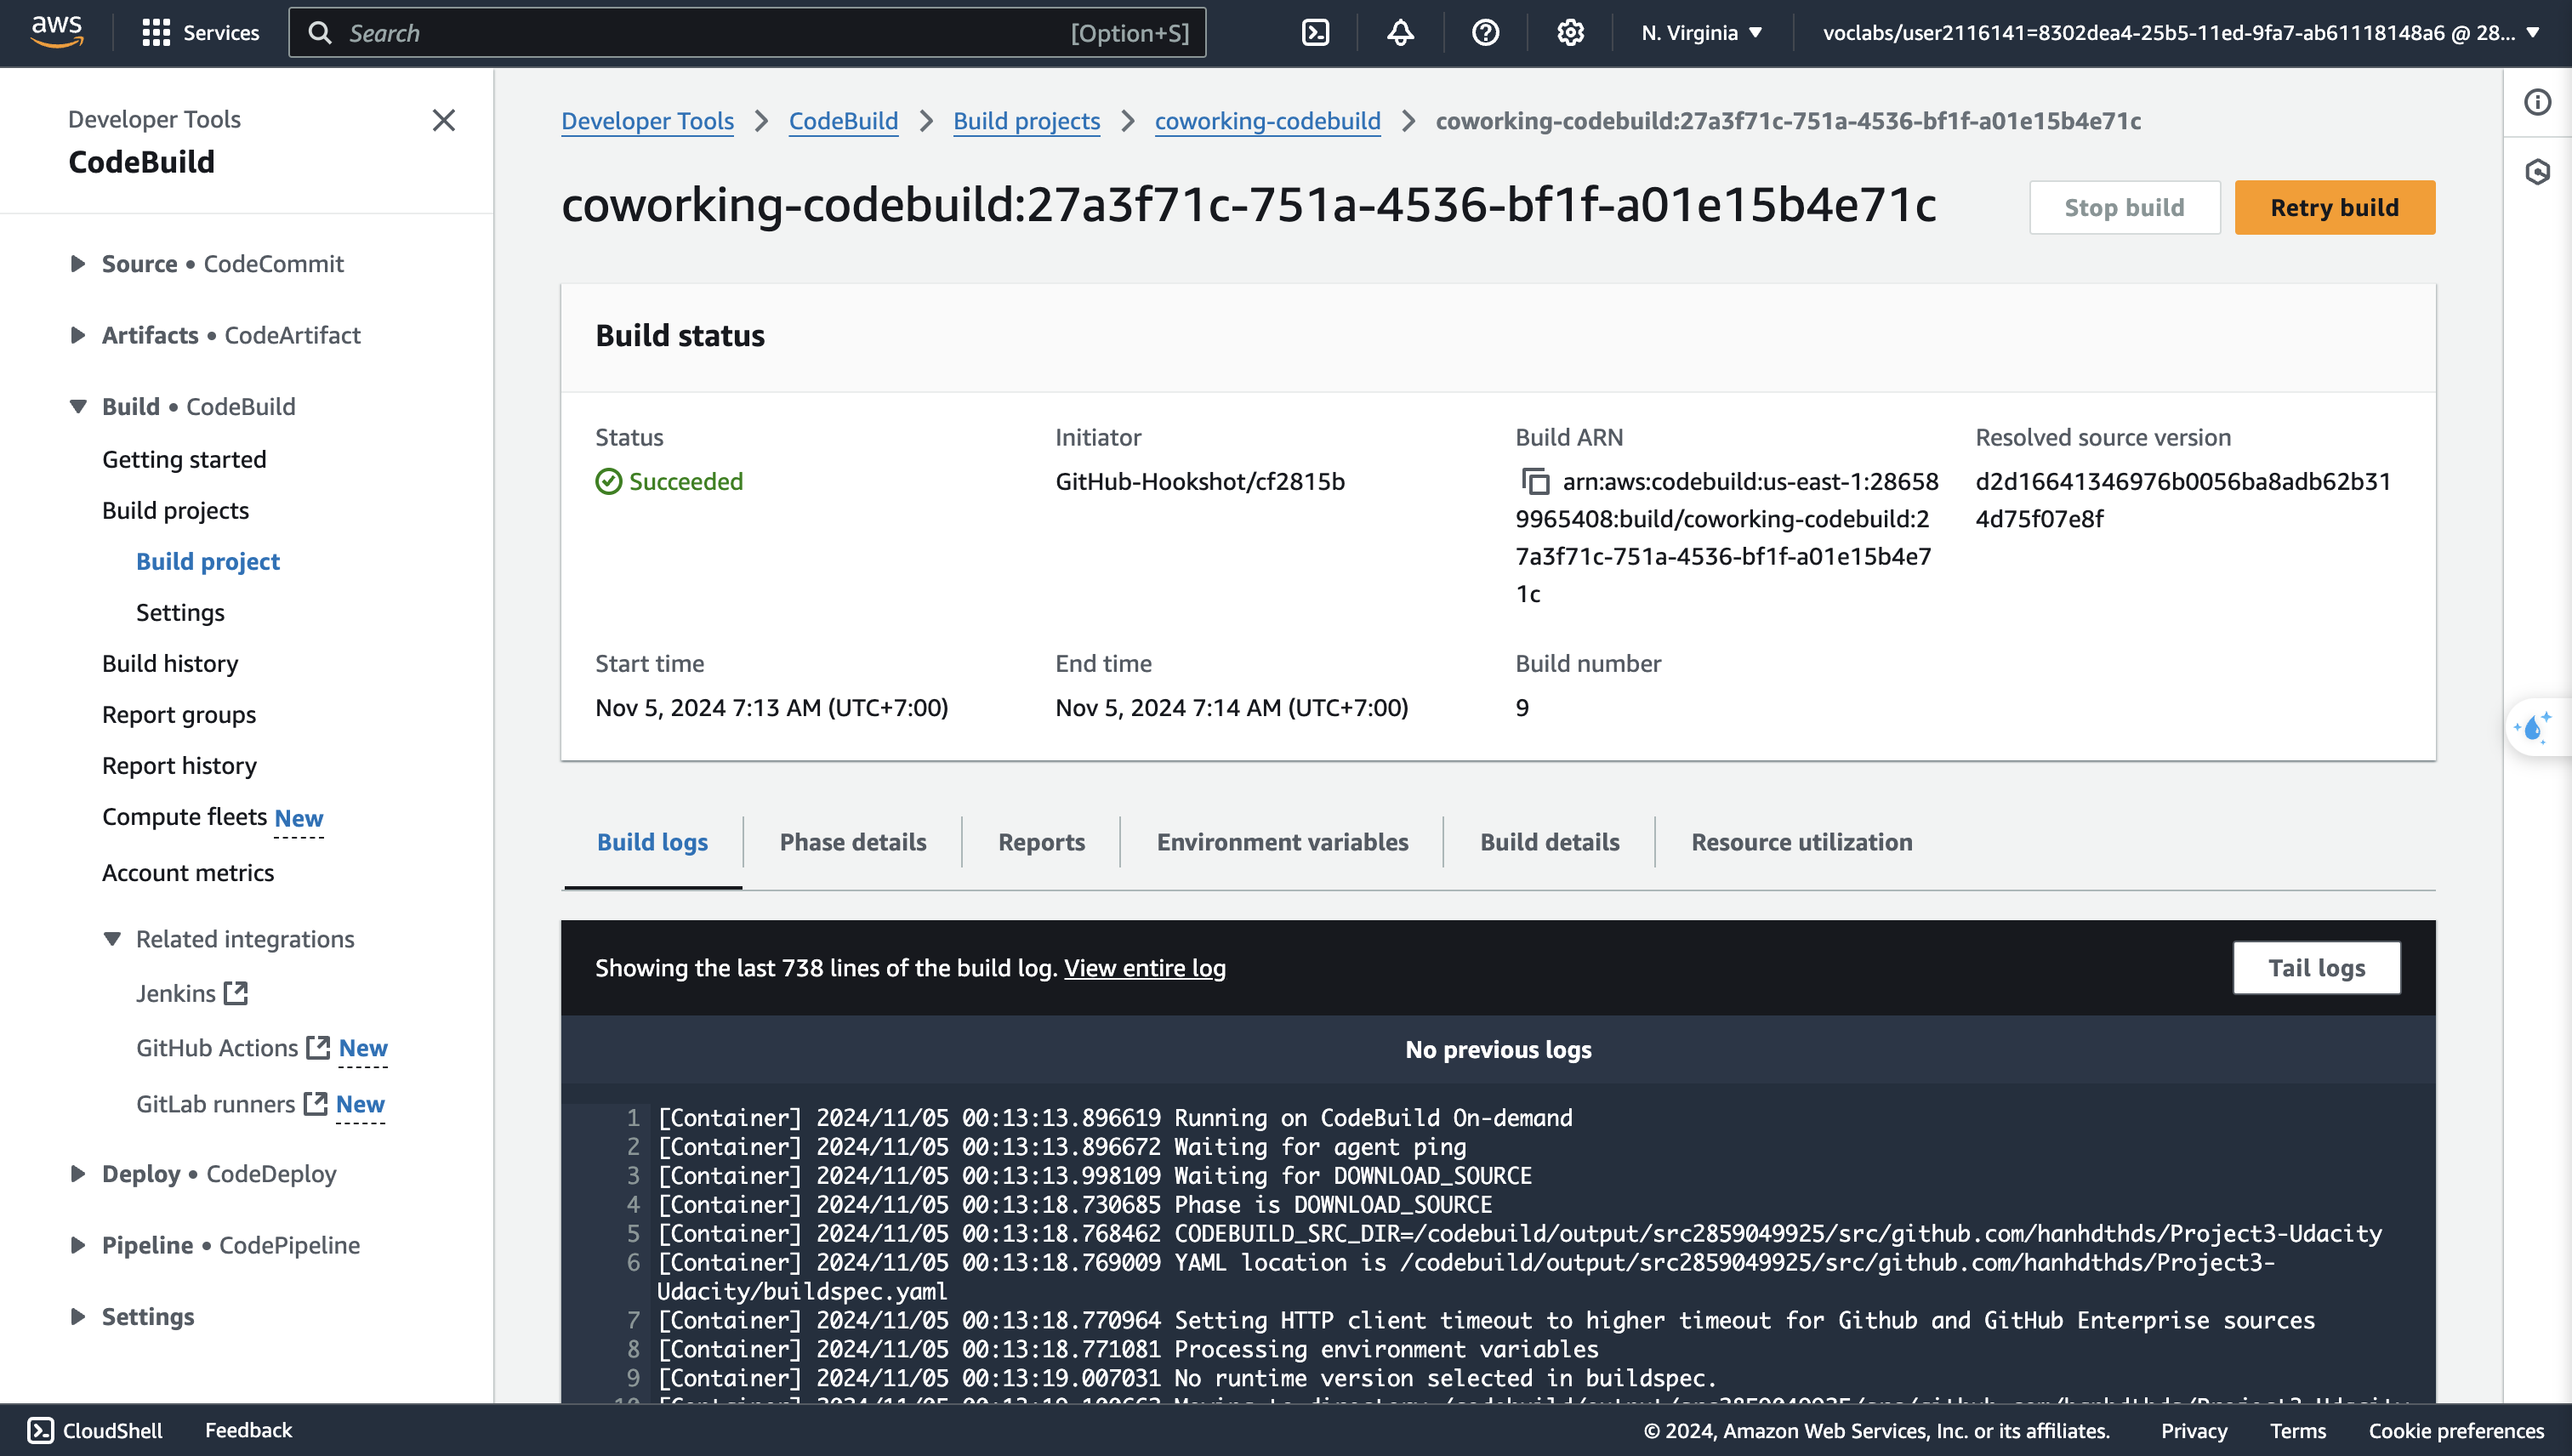 aws
Services
Search
[Option+S]
N. Virginia
voclabs/user2116141=8302dea4-25b5-11ed-9fa7-ab61118148a6 @ 28...
Developer Tools
CodeBuild
Source • CodeCommit
Artifacts • CodeArtifact
Build • CodeBuild
Getting started
Build projects
Build project
Settings
Build history
Report groups
Report history
Compute fleets New
Account metrics
Related integrations
Jenkins
GitHub Actions New
GitLab runners New
Deploy • CodeDeploy
Pipeline • CodePipeline
Settings
Developer Tools > CodeBuild > Build projects > coworking-codebuild > coworking-codebuild:27a3f71c-751a-4536-bf1f-a01e15b4e71c
coworking-codebuild:27a3f71c-751a-4536-bf1f-a01e15b4e71c
Stop build
Retry build
Build status
Status
Succeeded
Initiator
GitHub-Hookshot/cf2815b
Build ARN
arn:aws:codebuild:us-east-1:28658
9965408:build/coworking-codebuild:2
7a3f71c-751a-4536-bf1f-a01e15b4e7
1c
Resolved source version
d2d16641346976b0056ba8adb62b31
4d75f07e8f
Start time
Nov 5, 2024 7:13 AM (UTC+7:00)
End time
Nov 5, 2024 7:14 AM (UTC+7:00)
Build number
9
Build logs
Phase details
Reports
Environment variables
Build details
Resource utilization
Showing the last 738 lines of the build log. View entire log
Tail logs
No previous logs
1 [Container] 2024/11/05 00:13:13.896619 Running on CodeBuild On-demand
2 [Container] 2024/11/05 00:13:13.896672 Waiting for agent ping
3 [Container] 2024/11/05 00:13:13.998109 Waiting for DOWNLOAD_SOURCE
4 [Container] 2024/11/05 00:13:18.730685 Phase is DOWNLOAD_SOURCE
5 [Container] 2024/11/05 00:13:18.768462 CODEBUILD_SRC_DIR=/codebuild/output/src2859049925/src/github.com/hanhdthds/Project3-Udacity
6 [Container] 2024/11/05 00:13:18.769009 YAML location is /codebuild/output/src2859049925/src/github.com/hanhdthds/Project3-
Udacity/buildspec.yaml
7 [Container] 2024/11/05 00:13:18.770964 Setting HTTP client timeout to higher timeout for Github and GitHub Enterprise sources
8 [Container] 2024/11/05 00:13:18.771081 Processing environment variables
9 [Container] 2024/11/05 00:13:19.007031 No runtime version selected in buildspec.
CloudShell
Feedback
© 2024, Amazon Web Services, Inc. or its affiliates.
Privacy
Terms
Cookie preferences